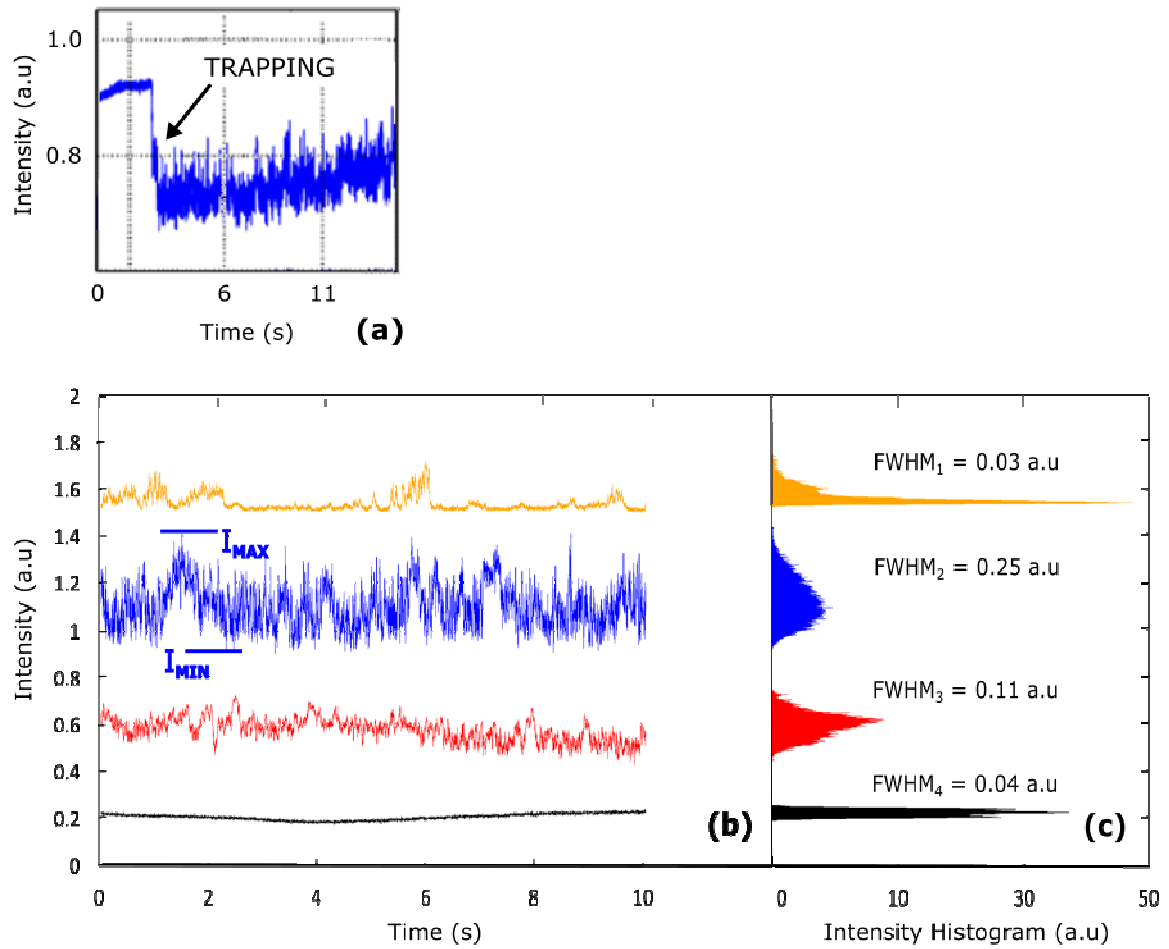 1.0
TRAPPING
0.8
Intensity (a.u)
0 6 11
Time (s) (a)
2
1.8
1.6
1.4
1.2
1
0.8
0.6
0.4
0.2
0
Intensity (a.u)
IMAX
IMIN
(b)
0 2 4 6 8 10
Time (s)
FWHM1 = 0.03 a.u
FWHM2 = 0.25 a.u
FWHM3 = 0.11 a.u
FWHM4 = 0.04 a.u
(c)
0 10 30 50
Intensity Histogram (a.u)